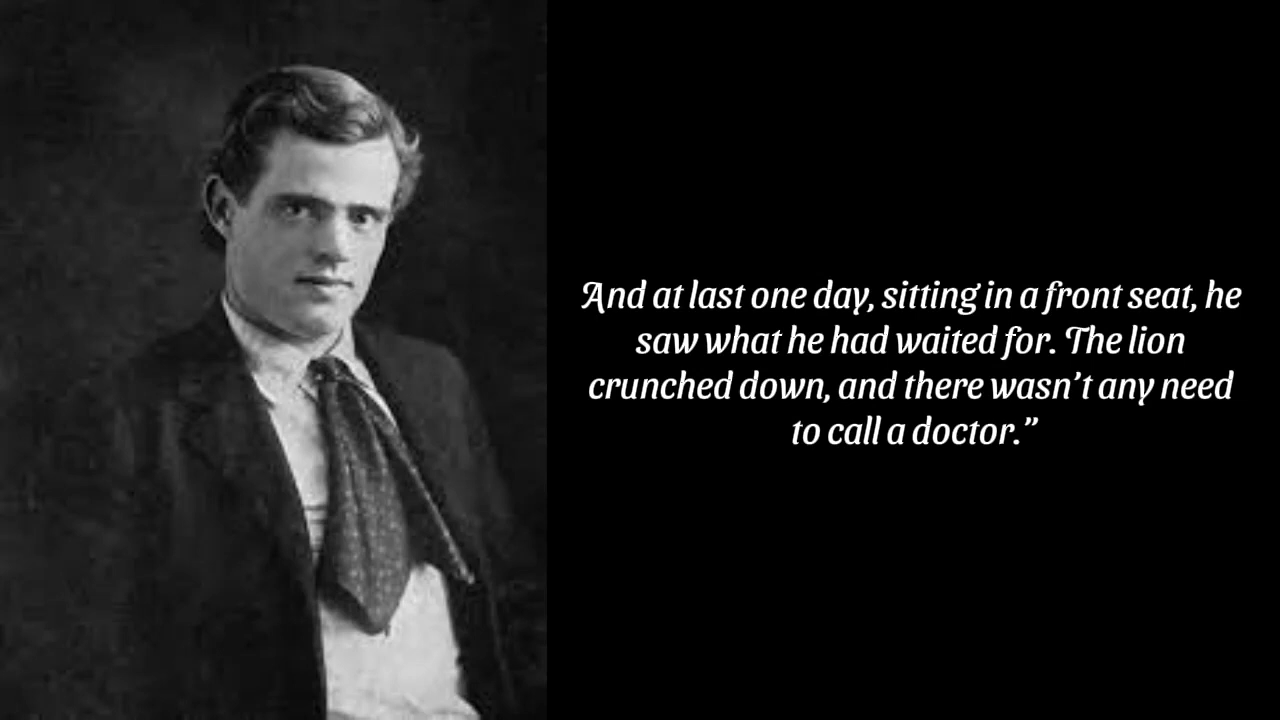 And at last one day, sitting in a front seat, he
saw what he had waited for. The lion
crunched down, and there wasn’t any need
to call a doctor.”